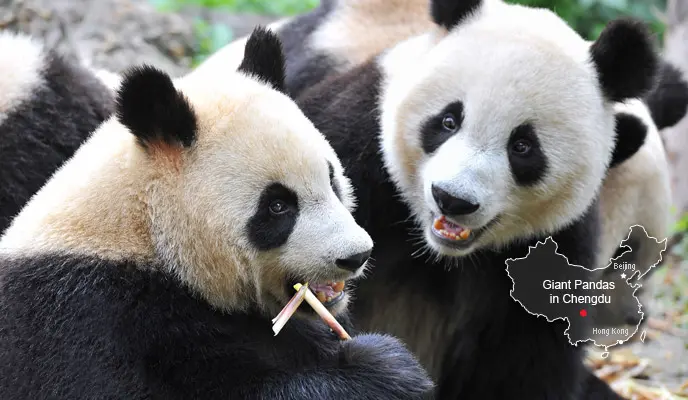 Beijing
Giant Pandas
in Chengdu
Hong Kong